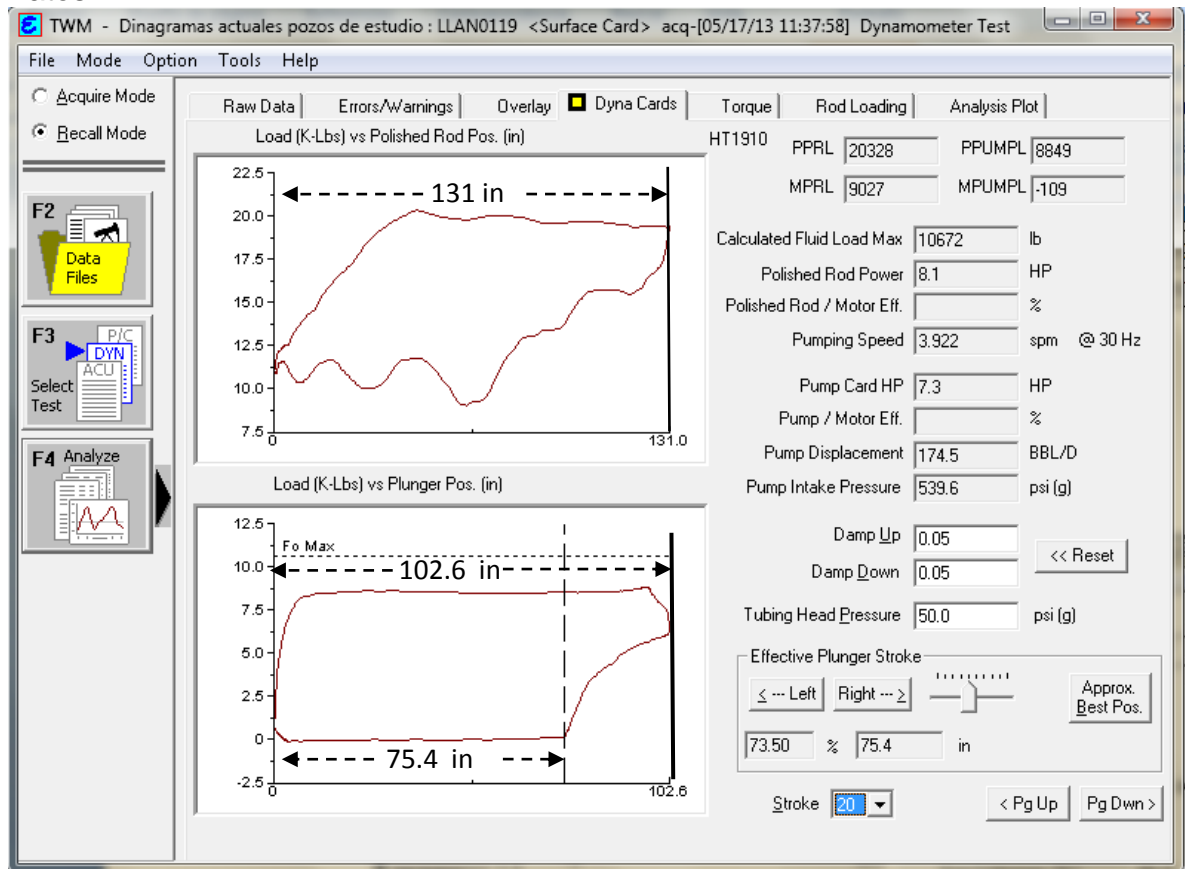 TWM - Dinagramas actuales pozos de estudio : LLAN0119 <Surface Card> acq-[05/17/13 11:37:58] Dynamometer Test
File Mode Option Tools Help
Acquire Mode
Recall Mode
F2
Data
Files
F3
P/C
DYN
ACU
Select
Test
F4 Analyze
Raw Data
Errors/Warnings
Overlay
Dyna Cards
Torque
Rod Loading
Analysis Plot
Load (K-Lbs) vs Polished Rod Pos. (in)
22.5
20.0
17.5
15.0
12.5
10.0
7.5
131 in
0
131.0
Load (K-Lbs) vs Plunger Pos. (in)
12.5
10.0
7.5
5.0
2.5
0
-2.5
Fo Max
102.6 in
75.4 in
0
102.6
HT1910
PPRL 20328 PPUMPL 8849
MPRL 9027 MPUMPL -109
Calculated Fluid Load Max 10672 lb
Polished Rod Power 8.1 HP
Polished Rod / Motor Eff. %
Pumping Speed 3.922 spm @ 30 Hz
Pump Card HP 7.3 HP
Pump / Motor Eff. %
Pump Displacement 174.5 BBL/D
Pump Intake Pressure 539.6 psi (g)
Damp Up 0.05
Damp Down 0.05
<< Reset
Tubing Head Pressure 50.0 psi (g)
Effective Plunger Stroke
< --- Left Right --- >
Approx.
Best Pos.
73.50 % 75.4 in
Stroke 20
< Pg Up Pg Dwn >